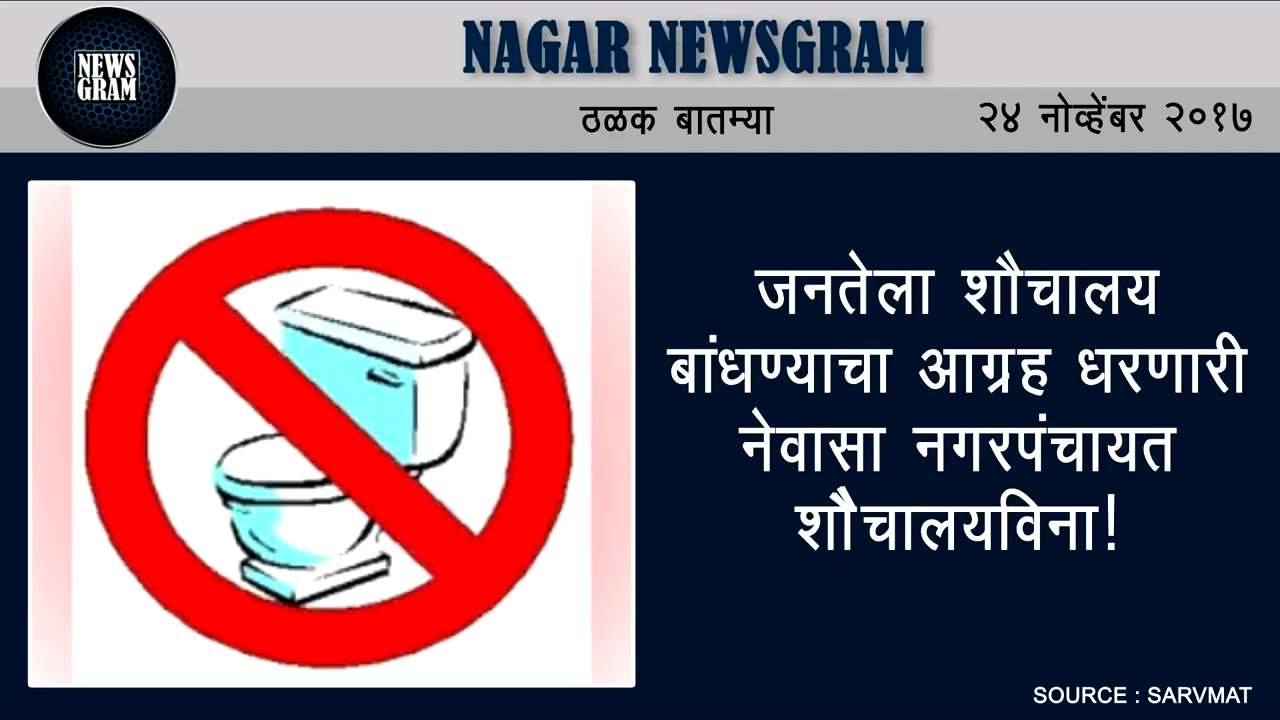 NEWS
GRAM
NAGAR NEWSGRAM
ठळक बातम्या
२४ नोव्हेंबर २०१७
जनतेला शौचालय
बांधण्याचा आग्रह धरणारी
नेवासा नगरपंचायत
शौचालयविना!
SOURCE : SARVMAT